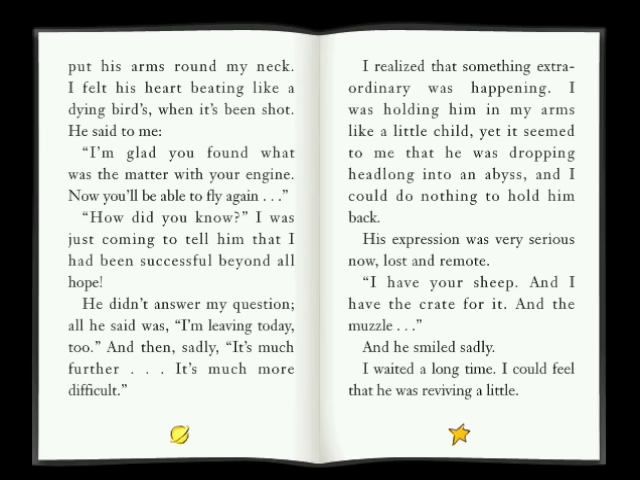 put his arms round my neck.
I felt his heart beating like a
dying bird's, when it's been shot.
He said to me:
“I'm glad you found what
was the matter with your engine.
Now you'll be able to fly again . . .”
“How did you know?” I was
just coming to tell him that I
had been successful beyond all
hope!
He didn't answer my question;
all he said was, “I'm leaving today,
too.” And then, sadly, “It's much
further . . . It's much more
difficult.”
I realized that something extra-
ordinary was happening. I
was holding him in my arms
like a little child, yet it seemed
to me that he was dropping
headlong into an abyss, and I
could do nothing to hold him
back.
His expression was very serious
now, lost and remote.
“I have your sheep. And I
have the crate for it. And the
muzzle . . .”
And he smiled sadly.
I waited a long time. I could feel
that he was reviving a little.